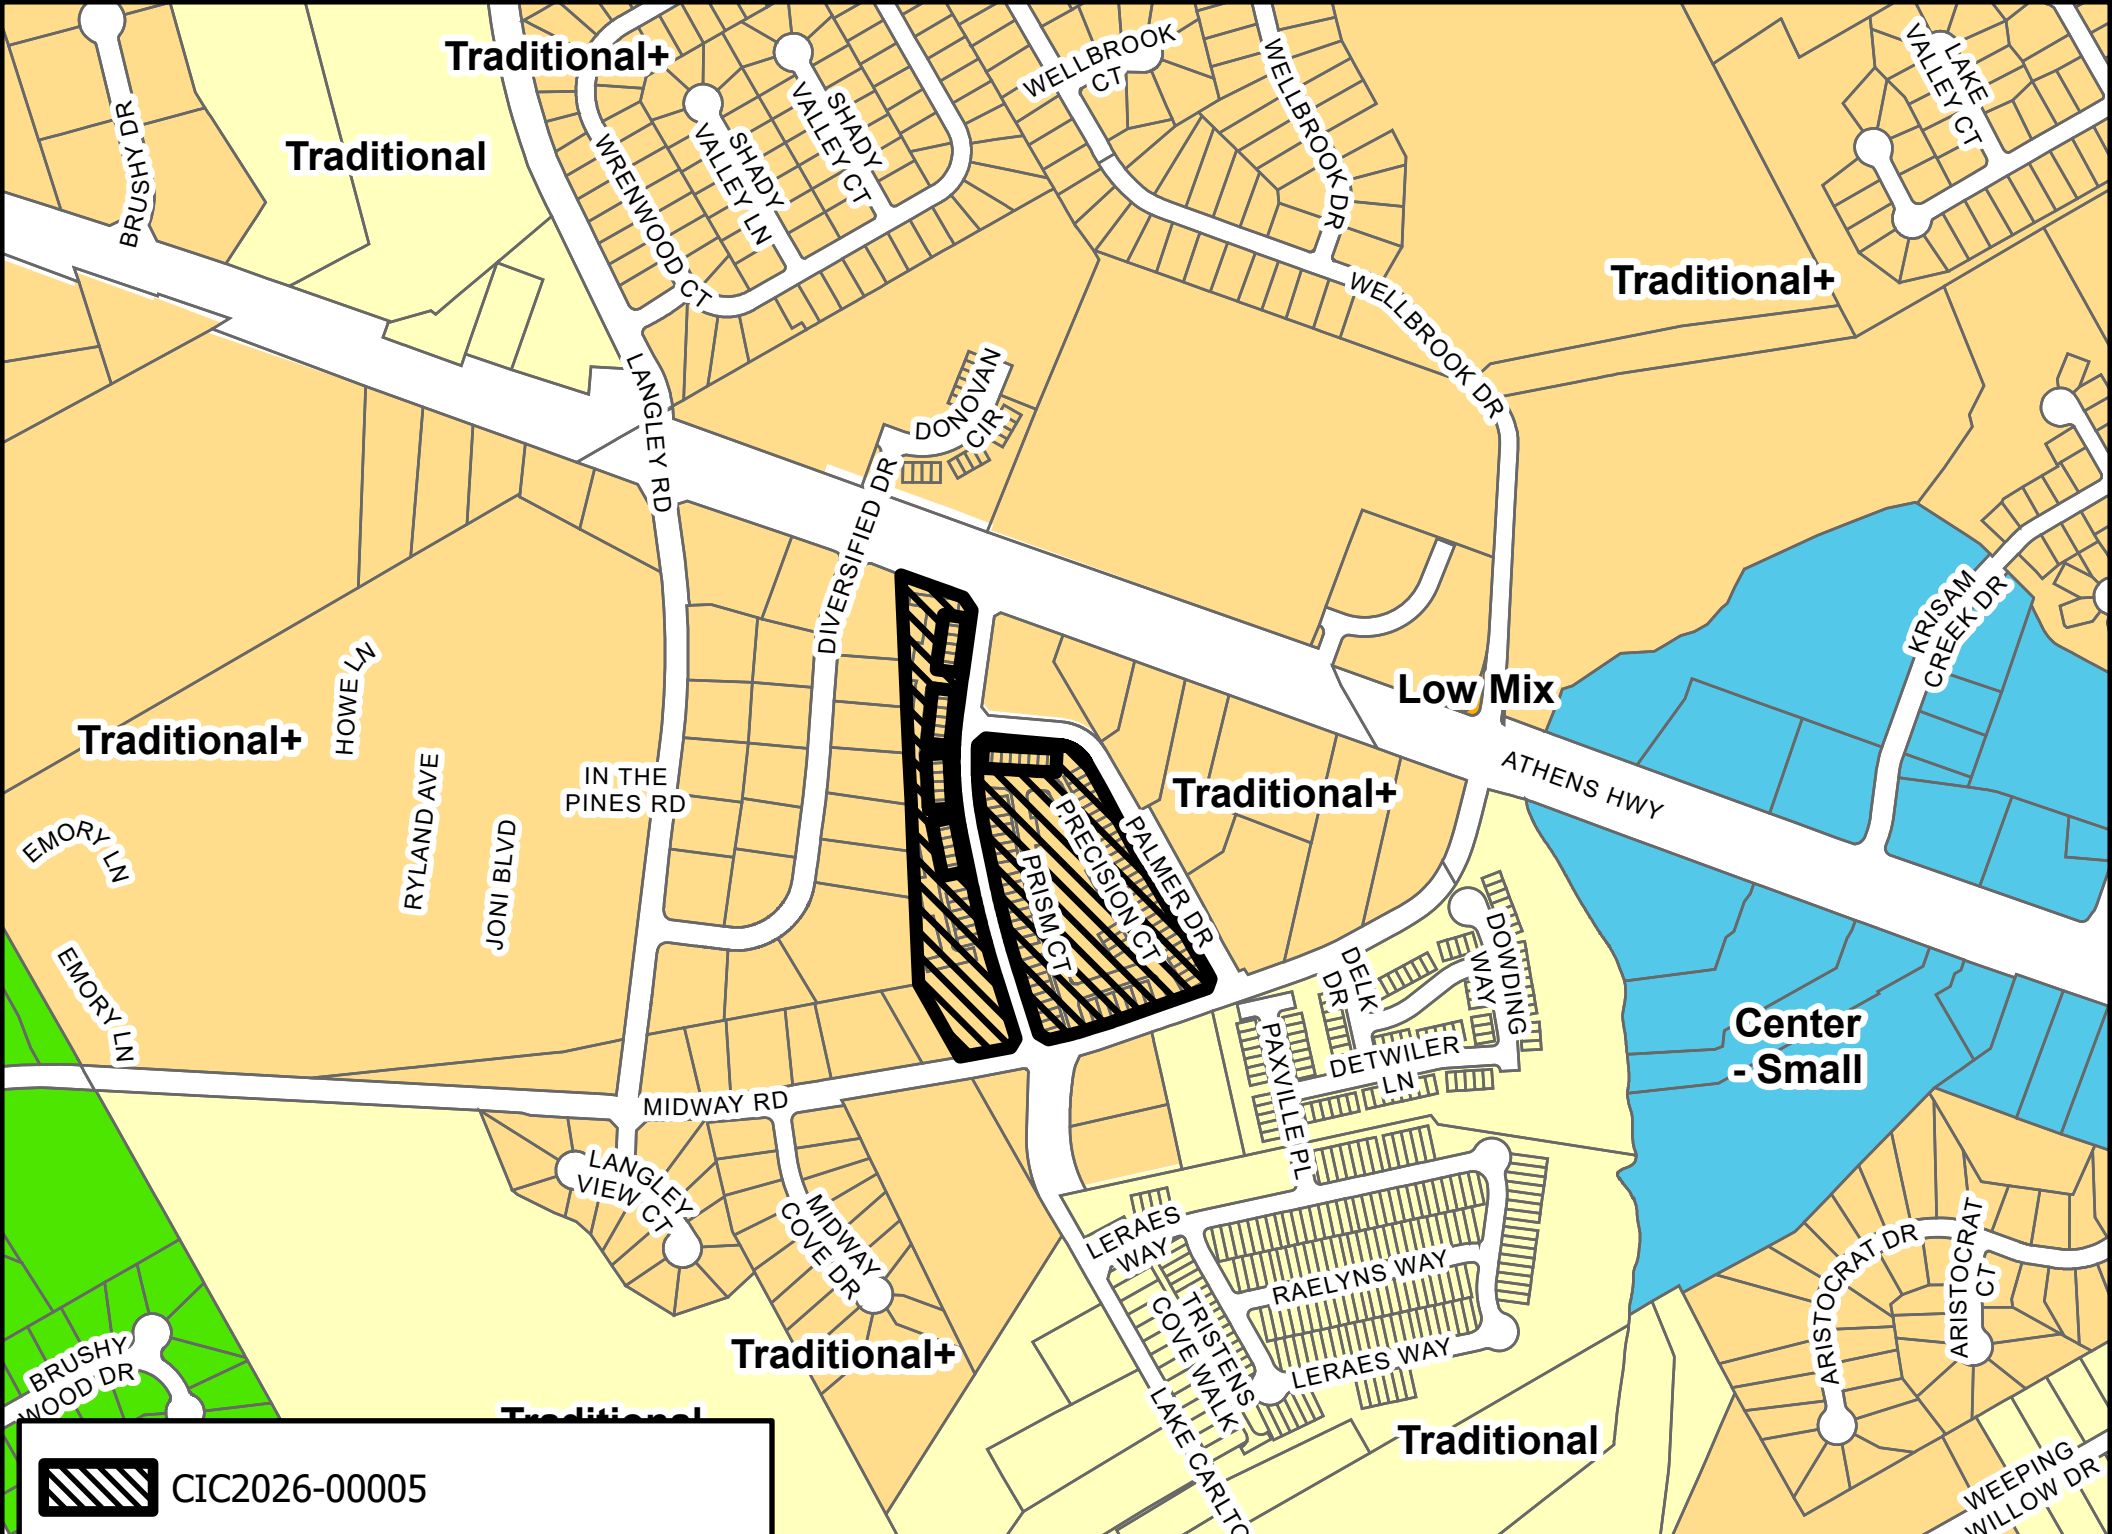 Traditional+
WELLBROOK
CT
WELLBROOK DR
LAKE
VALLEY CT
BRUSHY DR
Traditional
SHADY
VALLEY CT
SHADY
VALLEY LN
WRENWOOD CT
WELLBROOK DR
Traditional+
LANGLEY RD
DONOVAN
CIR
DIVERSIFIED DR
KRISAM
CREEK DR
HOWE LN
Traditional+
Low Mix
ATHENS HWY
IN THE
PINES RD
RYLAND AVE
JONI BLVD
EMORY LN
Traditional+
PALMER DR
PRECISION CT
PRISM CT
EMORY LN
DELK
DR
DOWDING
WAY
Center
- Small
PAXVILLE PL
DETWILER
LN
MIDWAY RD
LANGLEY
VIEW CT
MIDWAY
COVE DR
LERAES
WAY
RAELYNS WAY
TRISTENS
COVE WALK
LERAES WAY
ARISTOCRAT DR
ARISTOCRAT
CT
BRUSHY
WOOD DR
Traditional+
Traditional
Traditional
LAKE CARLTO
WEEPING
WILLOW DR
CIC2026-00005